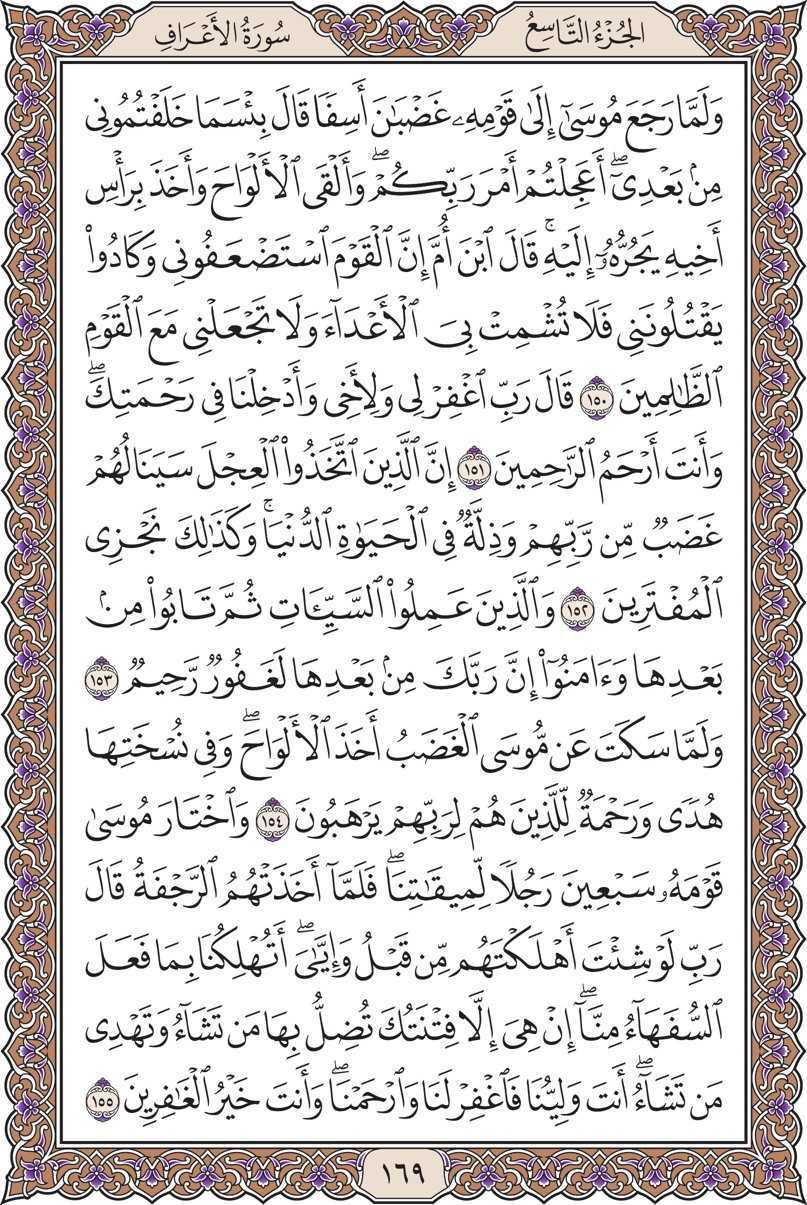 الجُزْءُ التَّاسِعُ
سُورَةُ الأَعْرَافِ
وَلَمَّا رَجَعَ مُوسَىٰٓ إِلَىٰ قَوْمِهِۦ غَضْبَٰنَ أَسِفًا قَالَ بِئْسَمَا خَلَفْتُمُونِى
مِنۢ بَعْدِىٓۖ أَعَجِلْتُمْ أَمْرَ رَبِّكُمْۖ وَأَلْقَى ٱلْأَلْوَاحَ وَأَخَذَ بِرَأْسِ
أَخِيهِ يَجُرُّهُۥٓ إِلَيْهِۚ قَالَ ٱبْنَ أُمَّ إِنَّ ٱلْقَوْمَ ٱسْتَضْعَفُونِى وَكَادُوا۟
يَقْتُلُونَنِى فَلَا تُشْمِتْ بِىَ ٱلْأَعْدَآءَ وَلَا تَجْعَلْنِى مَعَ ٱلْقَوْمِ
ٱلظَّٰلِمِينَ ١٥٠ قَالَ رَبِّ ٱغْفِرْ لِى وَلِأَخِى وَأَدْخِلْنَا فِى رَحْمَتِكَۖ
وَأَنتَ أَرْحَمُ ٱلرَّٰحِمِينَ ١٥١ إِنَّ ٱلَّذِينَ ٱتَّخَذُوا۟ ٱلْعِجْلَ سَيَنَالُهُمْ
غَضَبٌ مِّن رَّبِّهِمْ وَذِلَّةٌ فِى ٱلْحَيَوٰةِ ٱلدُّنْيَاۚ وَكَذَٰلِكَ نَجْزِى
ٱلْمُفْتَرِينَ ١٥٢ وَٱلَّذِينَ عَمِلُوا۟ ٱلسَّيِّـَٔاتِ ثُمَّ تَابُوا۟ مِنۢ
بَعْدِهَا وَءَامَنُوٓا۟ إِنَّ رَبَّكَ مِنۢ بَعْدِهَا لَغَفُورٌ رَّحِيمٌ ١٥٣
وَلَمَّا سَكَتَ عَن مُّوسَى ٱلْغَضَبُ أَخَذَ ٱلْأَلْوَاحَۖ وَفِى نُسْخَتِهَا
هُدًى وَرَحْمَةٌ لِّلَّذِينَ هُمْ لِرَبِّهِمْ يَرْهَبُونَ ١٥٤ وَٱخْتَارَ مُوسَىٰ
قَوْمَهُۥ سَبْعِينَ رَجُلًا لِّمِيقَٰتِنَاۖ فَلَمَّآ أَخَذَتْهُمُ ٱلرَّجْفَةُ قَالَ
رَبِّ لَوْ شِئْتَ أَهْلَكْتَهُم مِّن قَبْلُ وَإِيَّٰىَۖ أَتُهْلِكُنَا بِمَا فَعَلَ
ٱلسُّفَهَآءُ مِنَّآۖ إِنْ هِىَ إِلَّا فِتْنَتُكَ تُضِلُّ بِهَا مَن تَشَآءُ وَتَهْدِى
مَن تَشَآءُۖ أَنتَ وَلِيُّنَا فَٱغْفِرْ لَنَا وَٱرْحَمْنَاۖ وَأَنتَ خَيْرُ ٱلْغَٰفِرِينَ ١٥٥
١٦٩